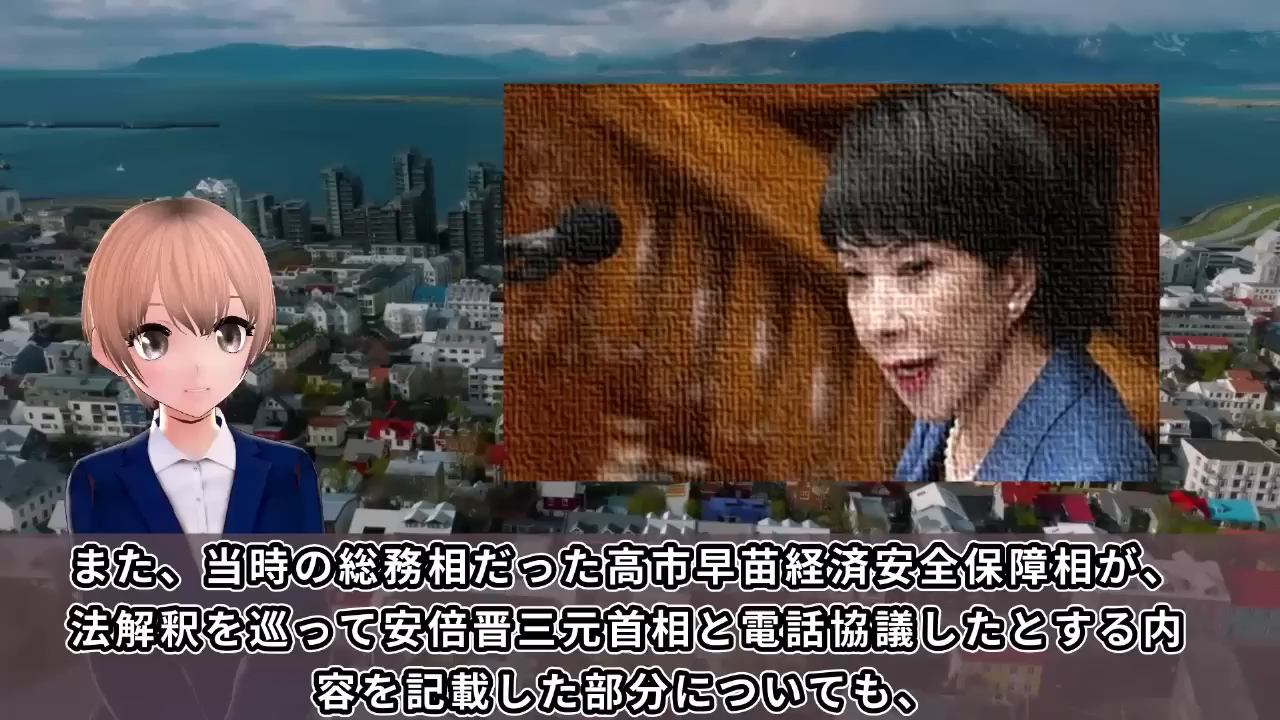 また、当時の総務相だった高市早苗経済安全保障相が、
法解釈を巡って安倍晋三元首相と電話協議したとする内
容を記載した部分についても、